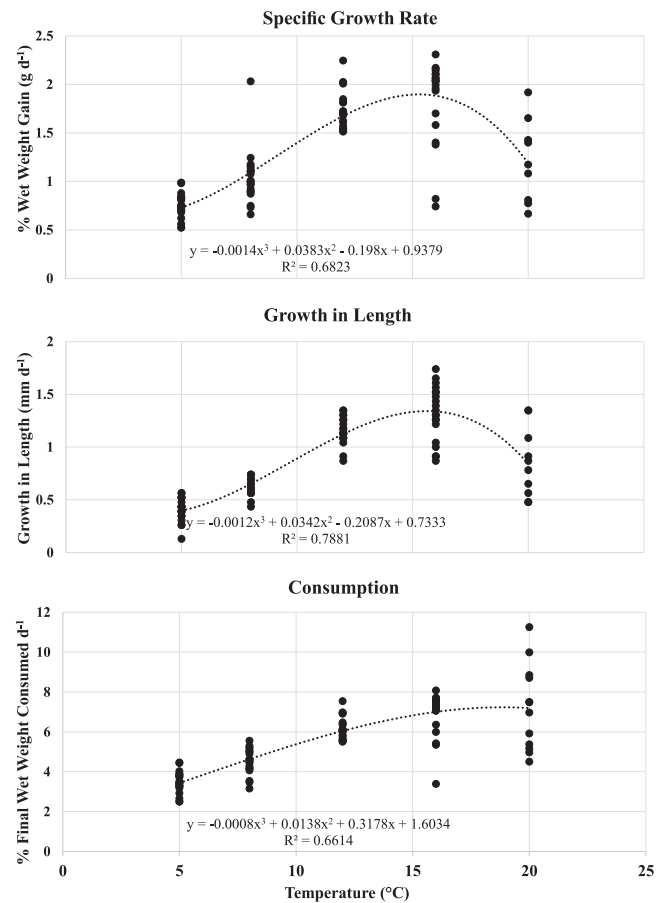 Specific Growth Rate
% Wet Weight Gain (g d⁻¹)
2.5
2
1.5
1
0.5
0
y = -0.0014x³ + 0.0383x² - 0.198x + 0.9379
R² = 0.6823
Growth in Length
Growth in Length (mm d⁻¹)
2
1.5
1
0.5
0
y = -0.0012x³ + 0.0342x² - 0.2087x + 0.7333
R² = 0.7881
Consumption
% Final Wet Weight Consumed d⁻¹
12
10
8
6
4
2
0
y = -0.0008x³ + 0.0138x² + 0.3178x + 1.6034
R² = 0.6614
0 5 10 15 20 25
Temperature (°C)